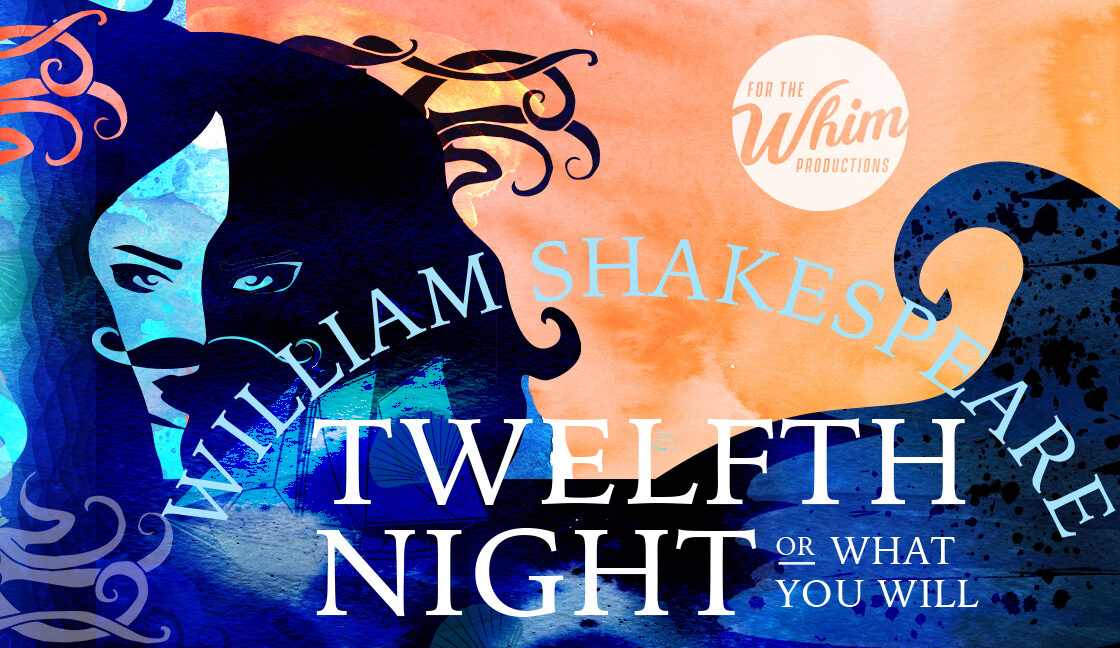 FOR THE
Whim
PRODUCTIONS
WILLIAM SHAKESPEARE
TWELFTH
NIGHT OR WHAT
YOU WILL